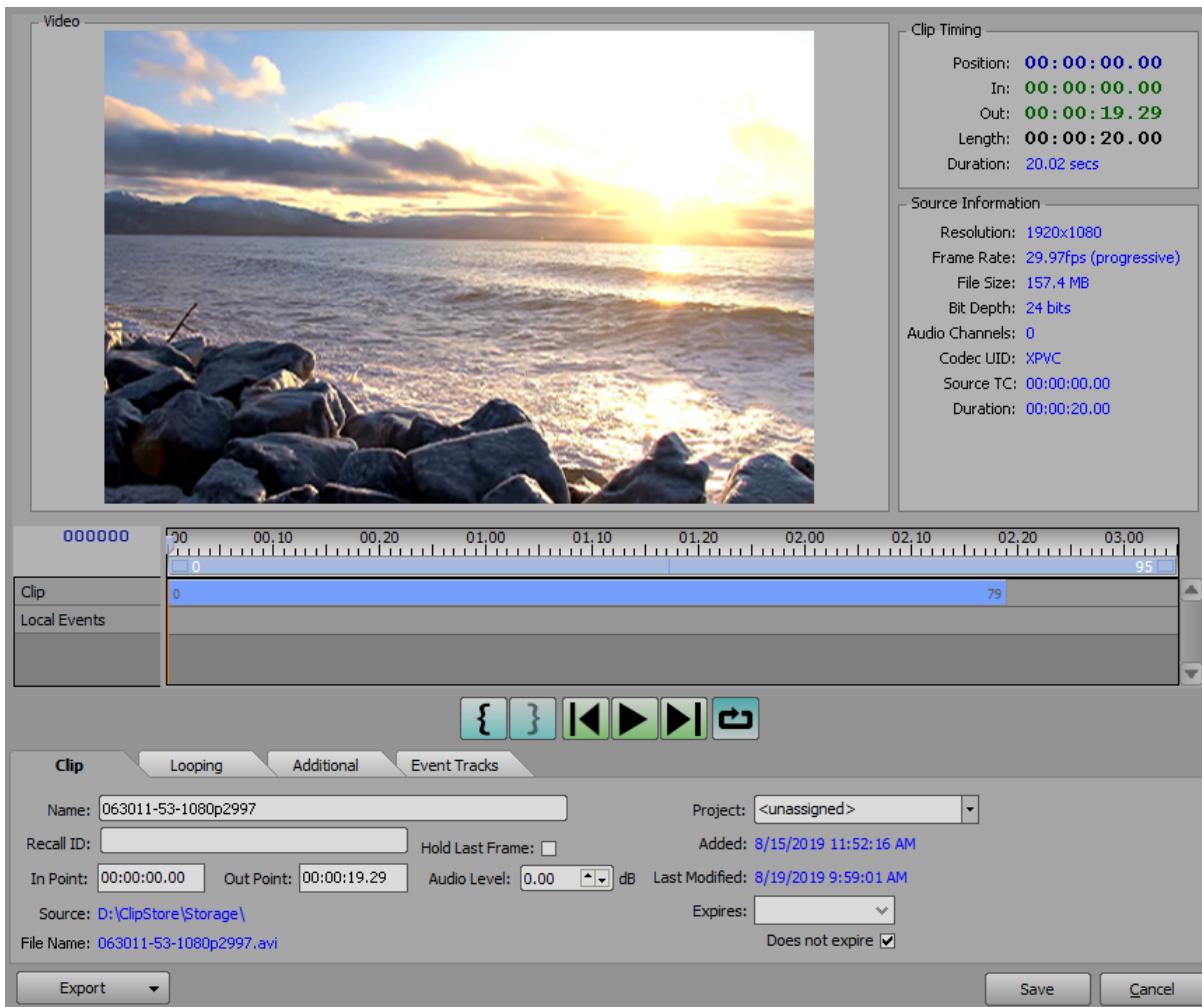 Video
Clip Timing
Position: 00:00:00.00
In: 00:00:00.00
Out: 00:00:19.29
Length: 00:00:20.00
Duration: 20.02 secs
Source Information
Resolution: 1920x1080
Frame Rate: 29.97fps (progressive)
File Size: 157.4 MB
Bit Depth: 24 bits
Audio Channels: 0
Codec UID: XPVC
Source TC: 00:00:00.00
Duration: 00:00:20.00
000000
00 00.10 00.20 01.00 01.10 01.20 02.00 02.10 02.20 03.00
0 95
Clip 0 79
Local Events
{ }
Clip Looping Additional Event Tracks
Name: 063011-53-1080p2997
Project: <unassigned>
Recall ID:
Hold Last Frame:
Added: 8/15/2019 11:52:16 AM
In Point: 00:00:00.00 Out Point: 00:00:19.29 Audio Level: 0.00 dB
Last Modified: 8/19/2019 9:59:01 AM
Source: D:\ClipStore\Storage\
Expires:
File Name: 063011-53-1080p2997.avi
Does not expire
Export
Save
Cancel